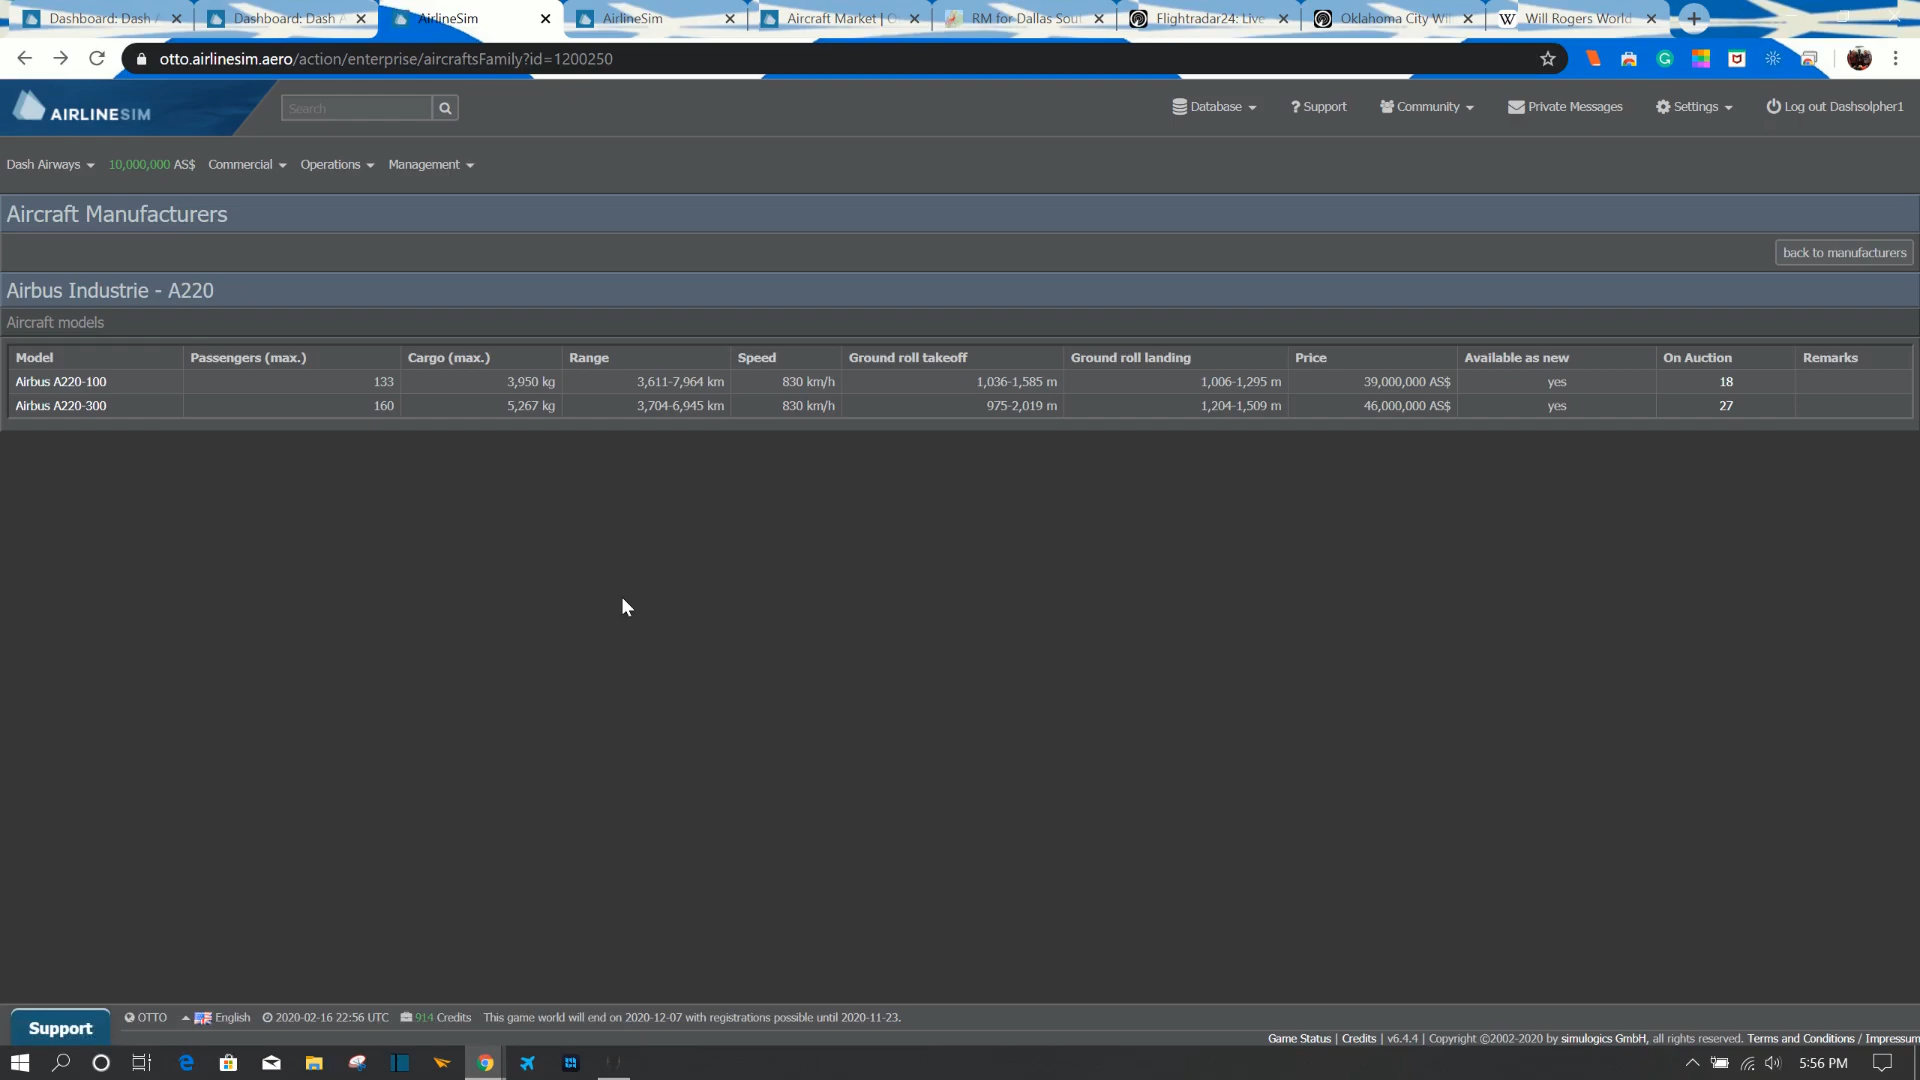 Dashboard: Dash A
Dashboard: Dash A
AirlineSim
AirlineSim
Aircraft Market | O
RM for Dallas Sout
Flightradar24: Live
Oklahoma City Wil
Will Rogers World
otto.airlinesim.aero/action/enterprise/aircraftsFamily?id=1200250
AIRLINESIM
Search
Database
? Support
Community
Private Messages
Settings
Log out Dashsolpher1
Dash Airways 10,000,000 AS$ Commercial Operations Management
Aircraft Manufacturers
back to manufacturers
Airbus Industrie - A220
Aircraft models
Model Passengers (max.) Cargo (max.) Range Speed Ground roll takeoff Ground roll landing Price Available as new On Auction Remarks
Airbus A220-100 133 3,950 kg 3,611-7,964 km 830 km/h 1,036-1,585 m 1,006-1,295 m 39,000,000 AS$ yes 18
Airbus A220-300 160 5,267 kg 3,704-6,945 km 830 km/h 975-2,019 m 1,204-1,509 m 46,000,000 AS$ yes 27
Support
OTTO English 2020-02-16 22:56 UTC 914 Credits This game world will end on 2020-12-07 with registrations possible until 2020-11-23.
Game Status | Credits | v6.4.4 | Copyright ©2002-2020 by simulogics GmbH, all rights reserved. Terms and Conditions / Impressum
5:56 PM